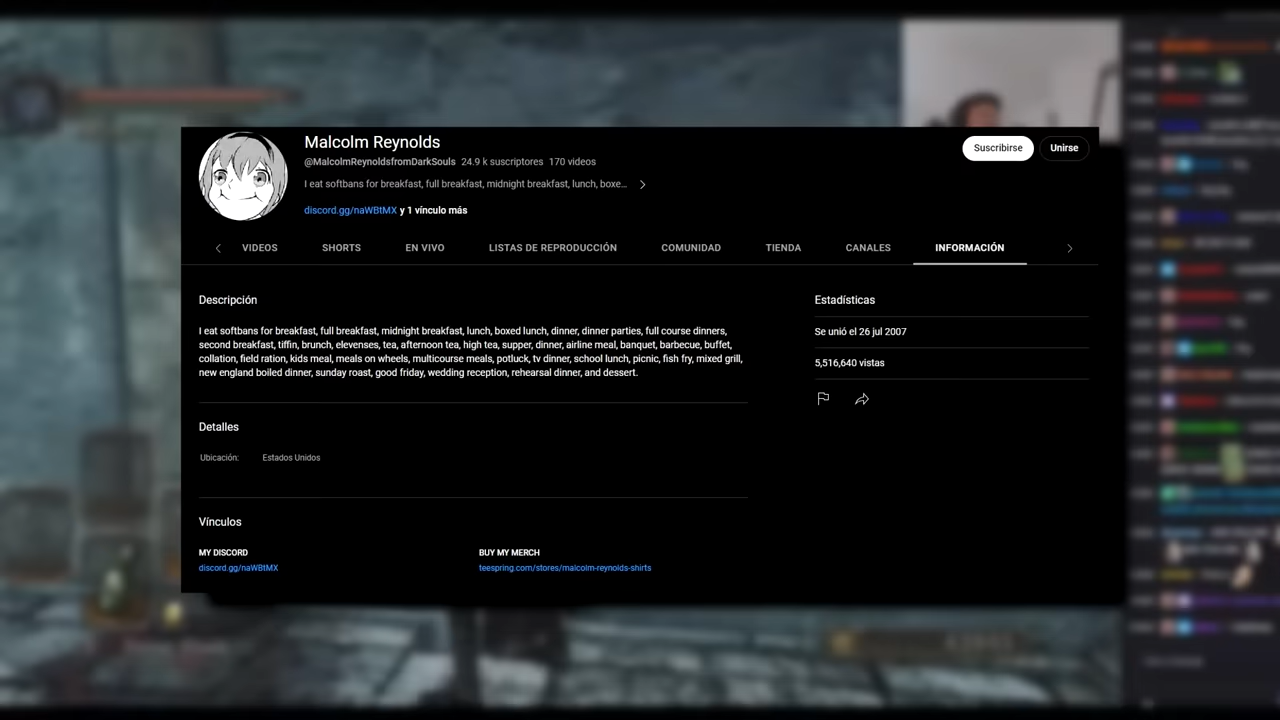 Malcolm Reynolds
@MalcolmReynoldsfromDarkSouls 24.9 k suscriptores 170 videos
I eat softbans for breakfast, full breakfast, midnight breakfast, lunch, boxe...
discord.gg/naWBtMX y 1 vínculo más
Suscribirse
Unirse
VIDEOS SHORTS EN VIVO LISTAS DE REPRODUCCIÓN COMUNIDAD TIENDA CANALES INFORMACIÓN
Descripción
I eat softbans for breakfast, full breakfast, midnight breakfast, lunch, boxed lunch, dinner, dinner parties, full course dinners,
second breakfast, tiffin, brunch, elevenses, tea, afternoon tea, high tea, supper, dinner, airline meal, banquet, barbecue, buffet,
collation, field ration, kids meal, meals on wheels, multicourse meals, potluck, tv dinner, school lunch, picnic, fish fry, mixed grill,
new england boiled dinner, sunday roast, good friday, wedding reception, rehearsal dinner, and dessert.
Detalles
Ubicación: Estados Unidos
Vínculos
MY DISCORD
discord.gg/naWBtMX
BUY MY MERCH
teespring.com/stores/malcolm-reynolds-shirts
Estadísticas
Se unió el 26 jul 2007
5,516,640 vistas